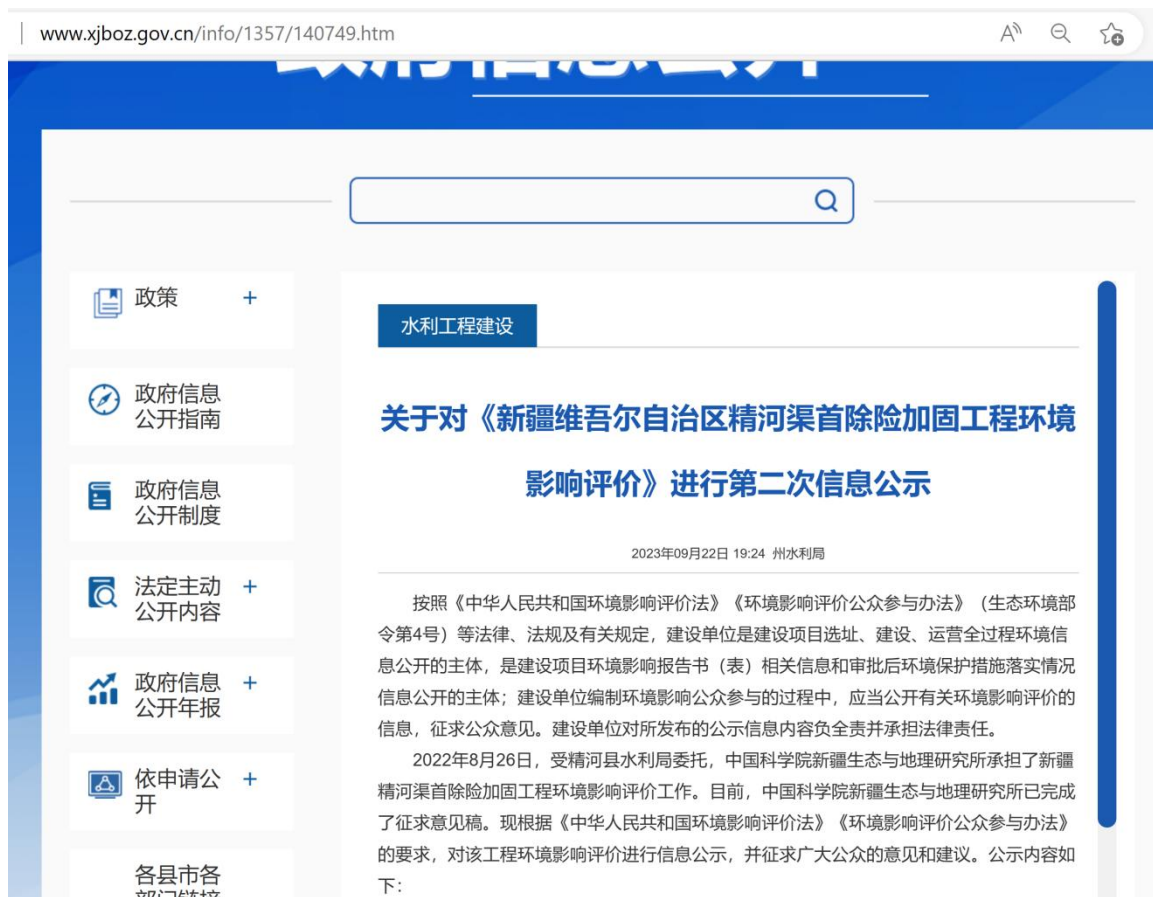 www.xjboz.gov.cn/info/1357/140749.htm
政府信息公开
政策 +
政府信息
公开指南
政府信息
公开制度
法定主动 +
公开内容
政府信息 +
公开年报
依申请公 +
开
各县市各
部门链接
水利工程建设
关于对《新疆维吾尔自治区精河渠首除险加固工程环境
影响评价》进行第二次信息公示
2023年09月22日 19:24 州水利局
按照《中华人民共和国环境影响评价法》《环境影响评价公众参与办法》（生态环境部
令第4号）等法律、法规及有关规定，建设单位是建设项目选址、建设、运营全过程环境信
息公开的主体，是建设项目环境影响报告书（表）相关信息和审批后环境保护措施落实情况
信息公开的主体；建设单位编制环境影响公众参与的过程中，应当公开有关环境影响评价的
信息，征求公众意见。建设单位对所发布的公示信息内容负全责并承担法律责任。
2022年8月26日，受精河县水利局委托，中国科学院新疆生态与地理研究所承担了新疆
精河渠首除险加固工程环境影响评价工作。目前，中国科学院新疆生态与地理研究所已完成
了征求意见稿。现根据《中华人民共和国环境影响评价法》《环境影响评价公众参与办法》
的要求，对该工程环境影响评价进行信息公示，并征求广大公众的意见和建议。公示内容如
下：